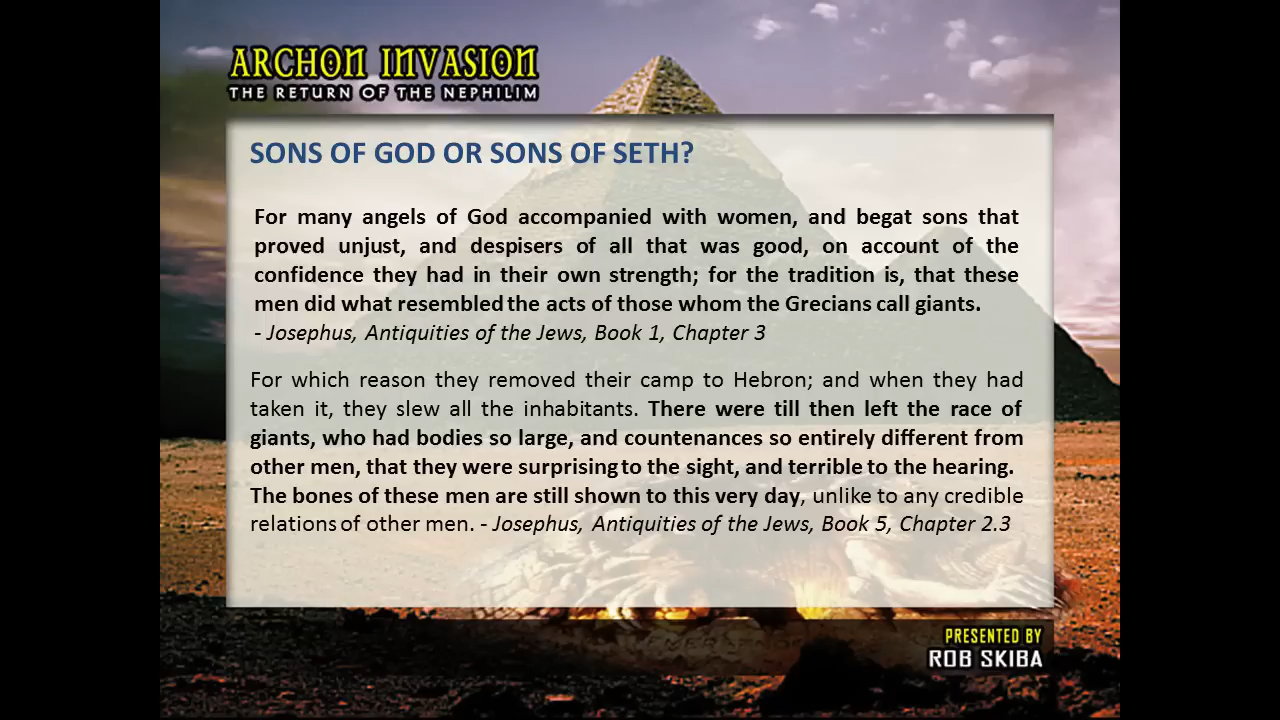 ARCHON INVASION
THE RETURN OF THE NEPHILIM
SONS OF GOD OR SONS OF SETH?
For many angels of God accompanied with women, and begat sons that
proved unjust, and despisers of all that was good, on account of the
confidence they had in their own strength; for the tradition is, that these
men did what resembled the acts of those whom the Grecians call giants.
- Josephus, Antiquities of the Jews, Book 1, Chapter 3
For which reason they removed their camp to Hebron; and when they had
taken it, they slew all the inhabitants. There were till then left the race of
giants, who had bodies so large, and countenances so entirely different from
other men, that they were surprising to the sight, and terrible to the hearing.
The bones of these men are still shown to this very day, unlike to any credible
relations of other men. - Josephus, Antiquities of the Jews, Book 5, Chapter 2.3
PRESENTED BY
ROB SKIBA